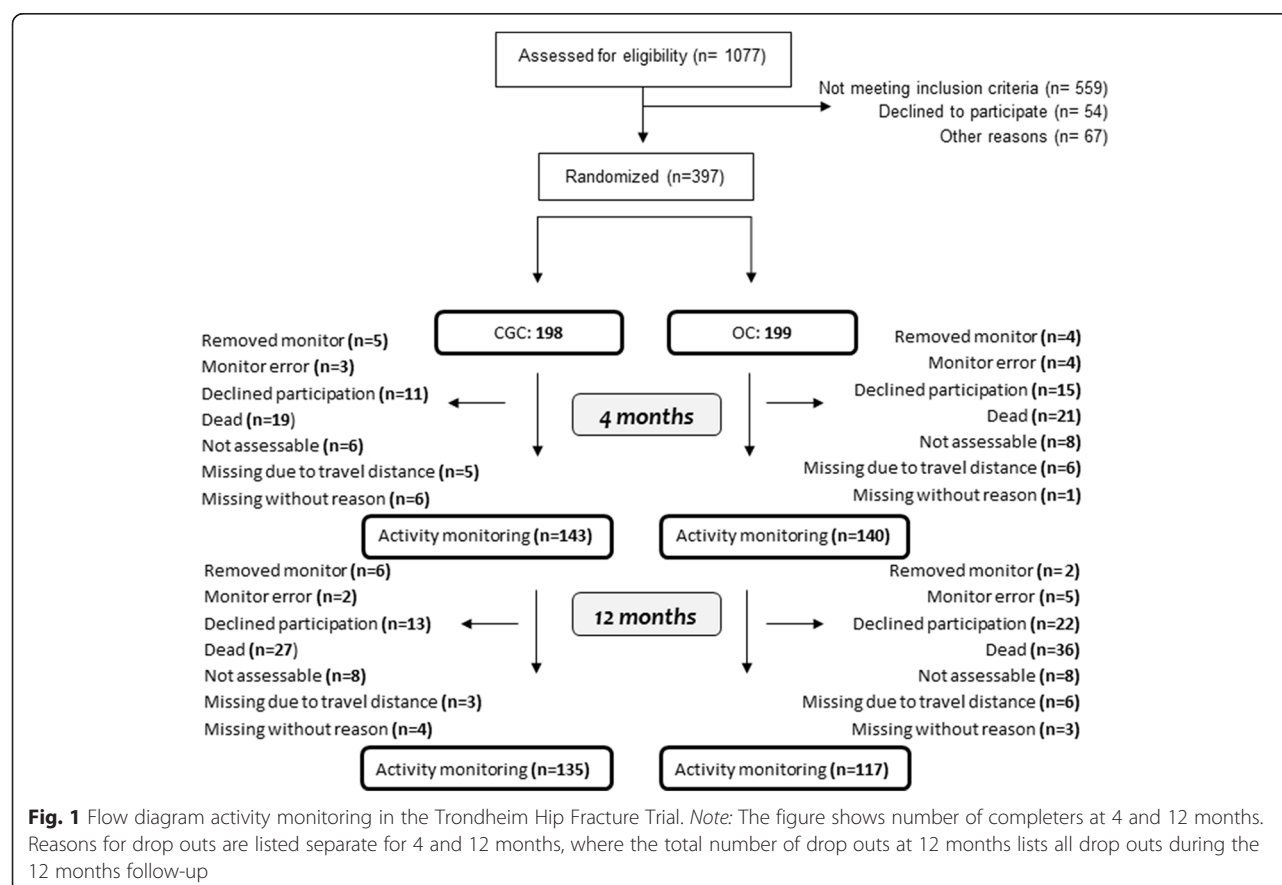 Assessed for eligibility (n= 1077)
Not meeting inclusion criteria (n= 559)
Declined to participate (n= 54)
Other reasons (n= 67)
Randomized (n=397)
CGC: 198
OC: 199
Removed monitor (n=5)
Monitor error (n=3)
Declined participation (n=11)
Dead (n=19)
Not assessable (n=6)
Missing due to travel distance (n=5)
Missing without reason (n=6)
4 months
Removed monitor (n=4)
Monitor error (n=4)
Declined participation (n=15)
Dead (n=21)
Not assessable (n=8)
Missing due to travel distance (n=6)
Missing without reason (n=1)
Activity monitoring (n=143)
Activity monitoring (n=140)
Removed monitor (n=6)
Monitor error (n=2)
Declined participation (n=13)
Dead (n=27)
Not assessable (n=8)
Missing due to travel distance (n=3)
Missing without reason (n=4)
12 months
Removed monitor (n=2)
Monitor error (n=5)
Declined participation (n=22)
Dead (n=36)
Not assessable (n=8)
Missing due to travel distance (n=6)
Missing without reason (n=3)
Activity monitoring (n=135)
Activity monitoring (n=117)
Fig. 1 Flow diagram activity monitoring in the Trondheim Hip Fracture Trial. Note: The figure shows number of completers at 4 and 12 months.
Reasons for drop outs are listed separate for 4 and 12 months, where the total number of drop outs at 12 months lists all drop outs during the
12 months follow-up